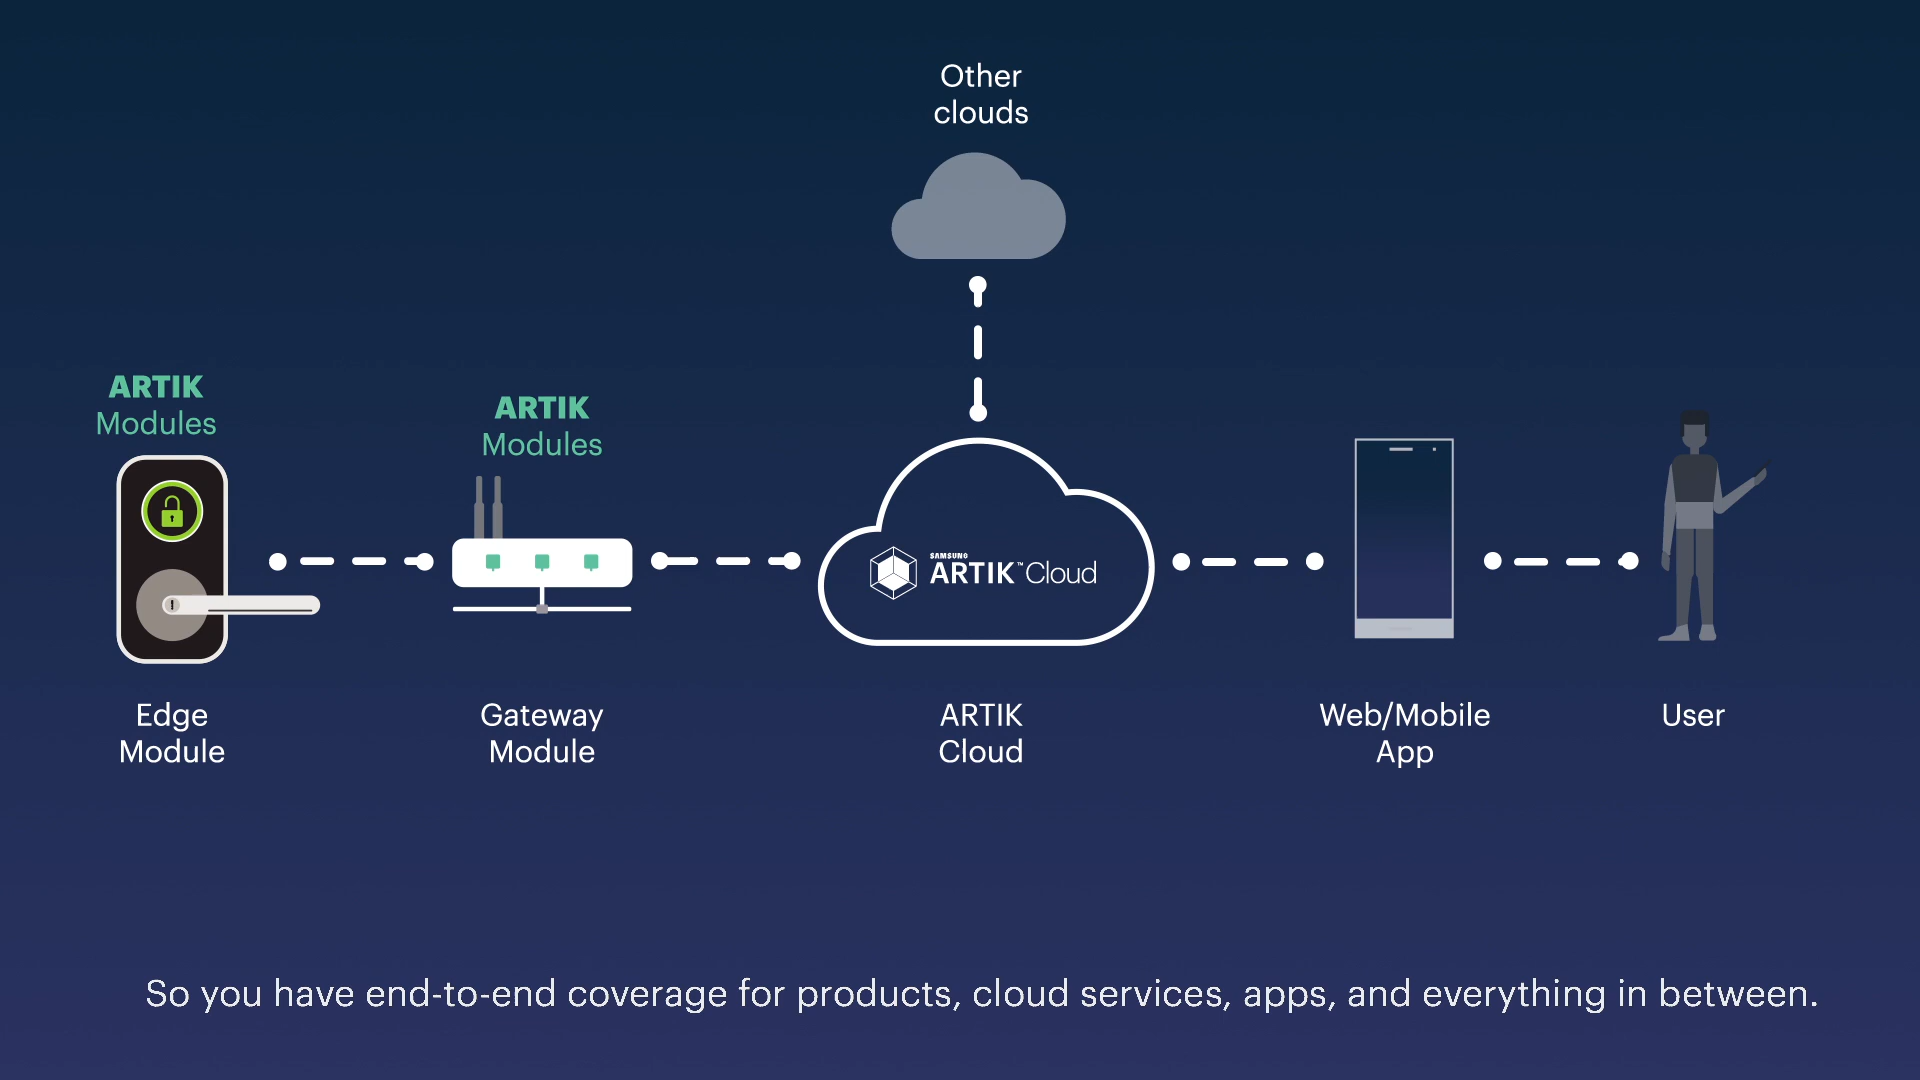 Other
clouds
ARTIK
Modules
ARTIK
Modules
SAMSUNG
ARTIK™ Cloud
Edge
Module
Gateway
Module
ARTIK
Cloud
Web/Mobile
App
User
So you have end-to-end coverage for products, cloud services, apps, and everything in between.